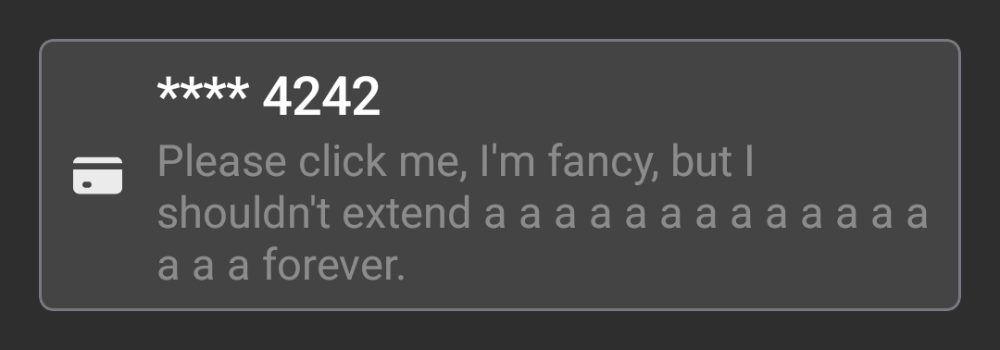 **** 4242
Please click me, I'm fancy, but I
shouldn't extend a a a a a a a a a a a a a
a a a forever.